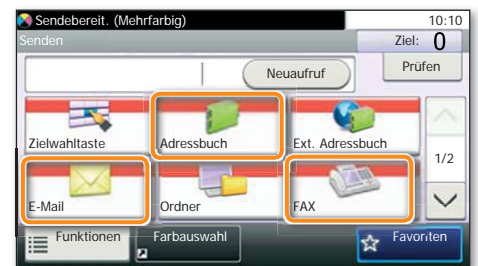 Sendebereit. (Mehrfarbig) 10:10
Senden Ziel: 0
Neuaufruf Prüfen
Zielwahltaste Adressbuch Ext. Adressbuch
1/2
E-Mail Ordner FAX
Funktionen Farbauswahl Favoriten